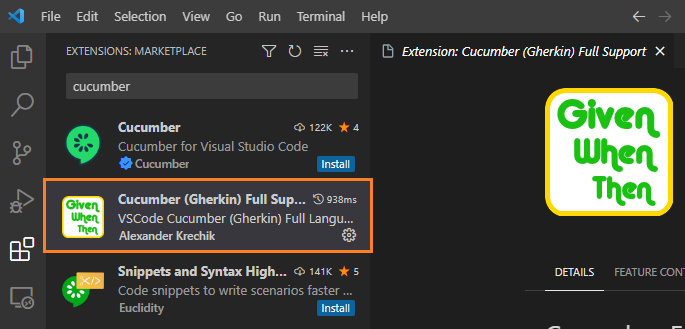 File Edit Selection View Go Run Terminal Help
EXTENSIONS: MARKETPLACE
Extension: Cucumber (Gherkin) Full Support
cucumber
Cucumber 122K 4
Cucumber for Visual Studio Code
Cucumber Install
Cucumber (Gherkin) Full Sup... 938ms
VSCode Cucumber (Gherkin) Full Langu...
Alexander Krechik
Given
When
Then
Snippets and Syntax High... 141K 5
Code snippets to write scenarios faster ...
Euclidity Install
Given
When
Then
DETAILS FEATURE CONT